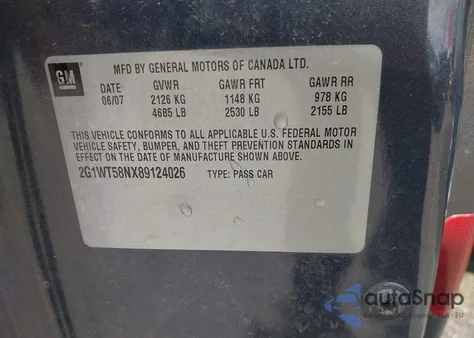 GM
MFD BY GENERAL MOTORS OF CANADA LTD.
DATE GVWR GAWR FRT GAWR RR
06/07 2126 KG 1148 KG 978 KG
4685 LB 2530 LB 2155 LB
THIS VEHICLE CONFORMS TO ALL APPLICABLE U.S. FEDERAL MOTOR
VEHICLE SAFETY, BUMPER, AND THEFT PREVENTION STANDARDS IN
EFFECT ON THE DATE OF MANUFACTURE SHOWN ABOVE.
2G1WT58NX89124026 TYPE: PASS CAR
autoSnap